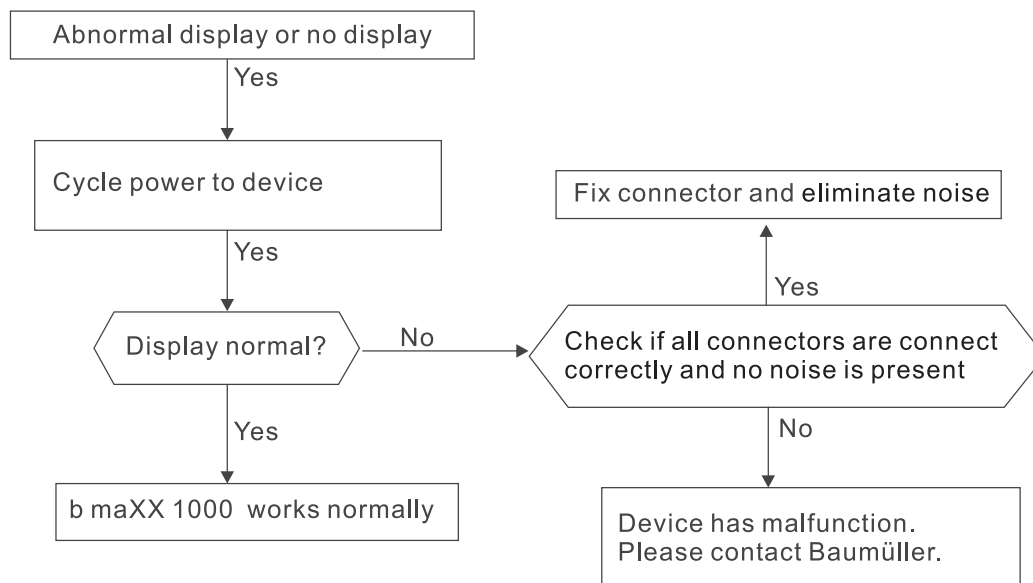 Abnormal display or no display
Yes
Cycle power to device
Yes
Display normal?
No
Yes
b maXX 1000 works normally
Fix connector and eliminate noise
Yes
Check if all connectors are connect
correctly and no noise is present
No
Device has malfunction.
Please contact Baumüller.